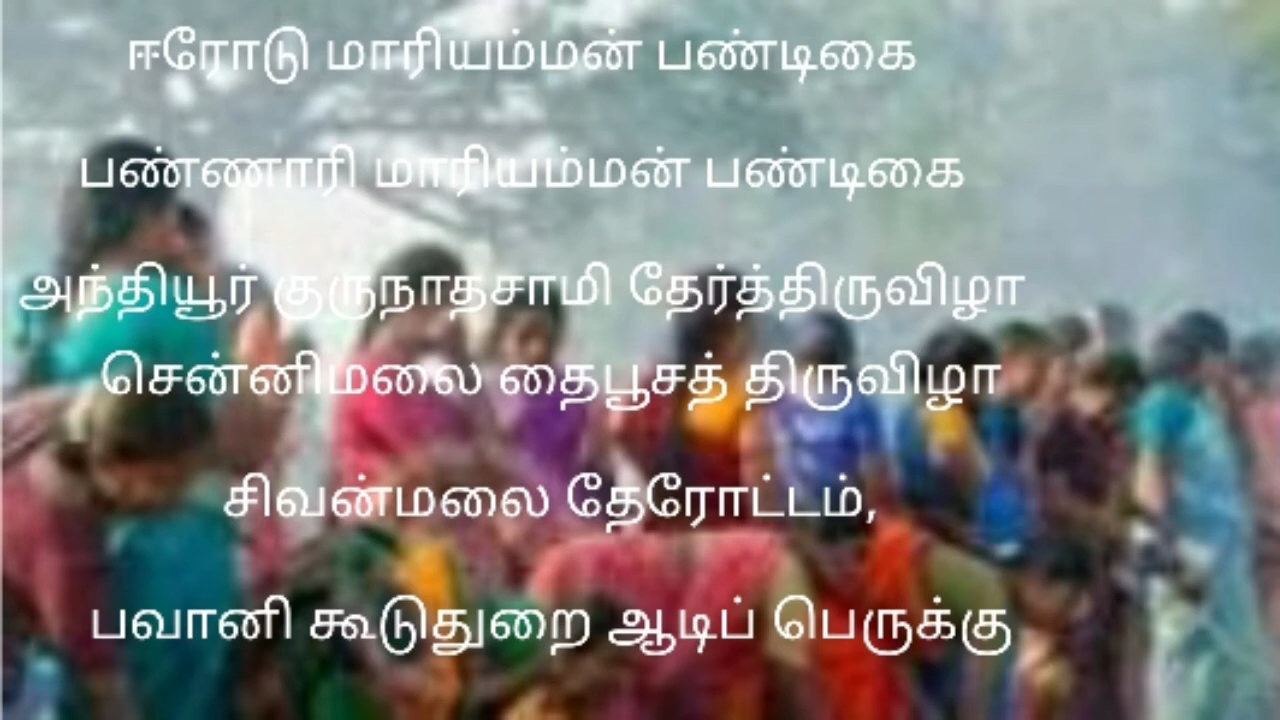 ஈரோடு மாரியம்மன் பண்டிகை
பண்ணாரி மாரியம்மன் பண்டிகை
அந்தியூர் குருநாதசாமி தேர்த்திருவிழா
சென்னிமலை தைபூசத் திருவிழா
சிவன்மலை தேரோட்டம்,
பவானி கூடுதுறை ஆடிப் பெருக்கு